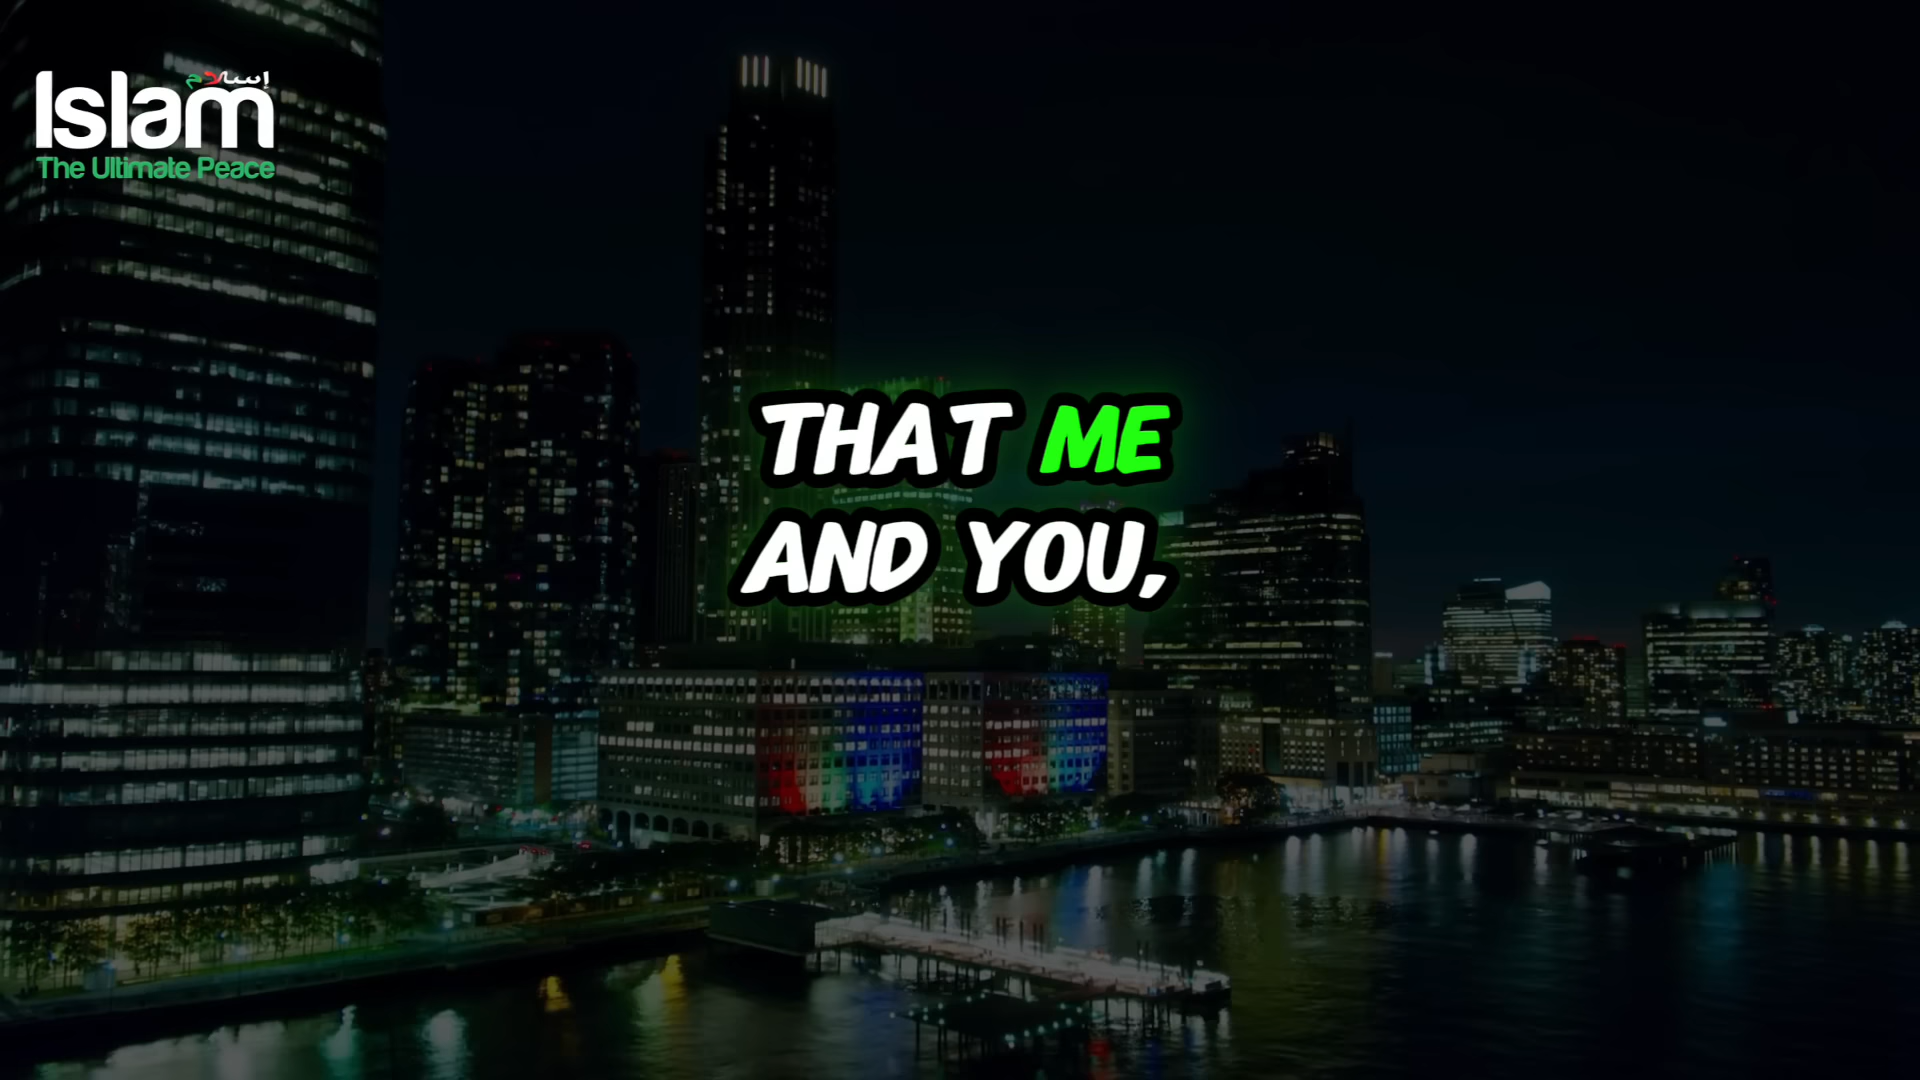 إسلام
Islam
The Ultimate Peace
THAT ME
AND YOU,